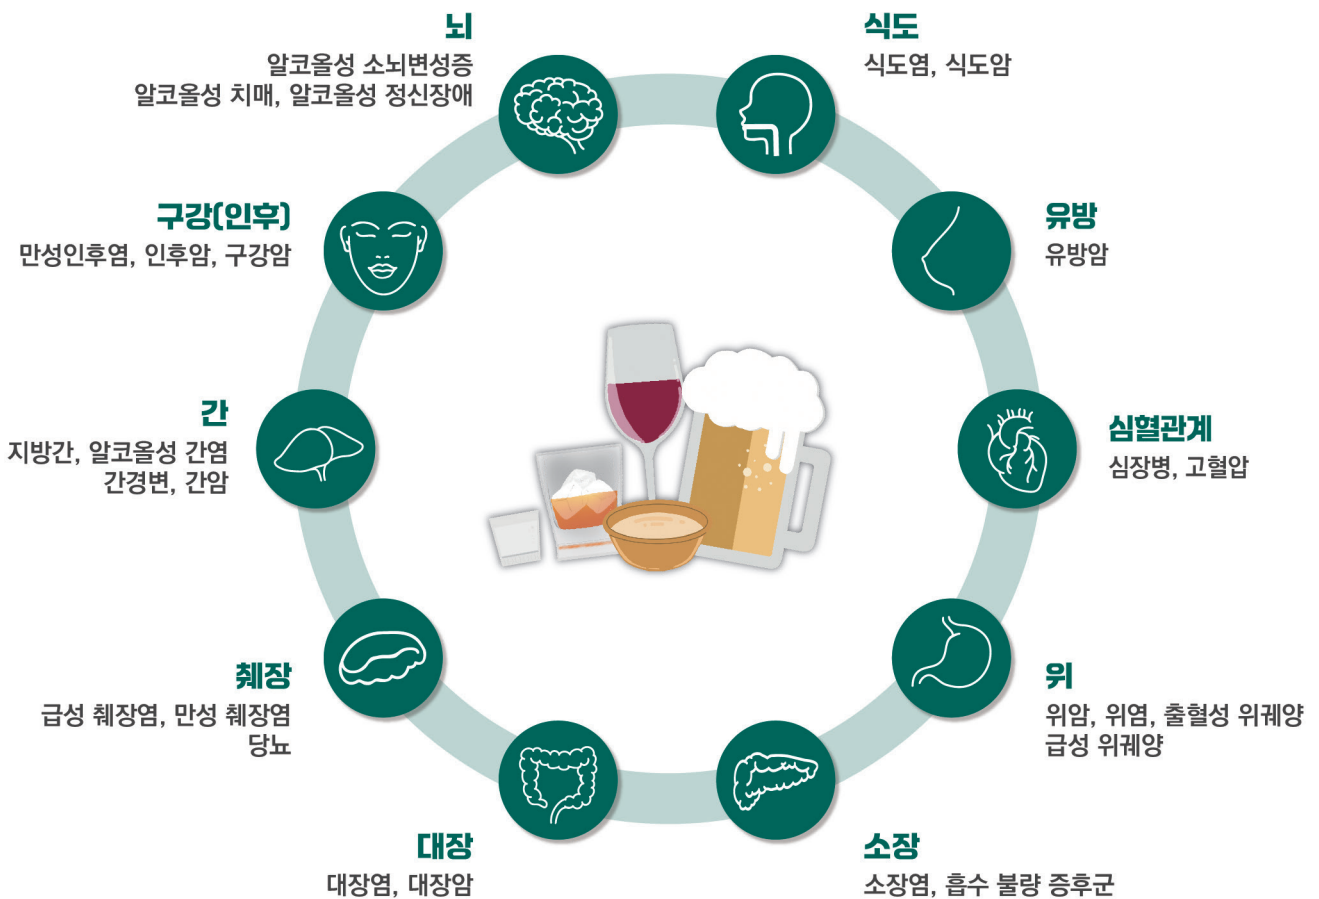 뇌
알코올성 소뇌변성증
알코올성 치매, 알코올성 정신장애
식도
식도염, 식도암
구강(인후)
만성인후염, 인후암, 구강암
유방
유방암
간
지방간, 알코올성 간염
간경변, 간암
심혈관계
심장병, 고혈압
췌장
급성 췌장염, 만성 췌장염
당뇨
위
위암, 위염, 출혈성 위궤양
급성 위궤양
대장
대장염, 대장암
소장
소장염, 흡수 불량 증후군